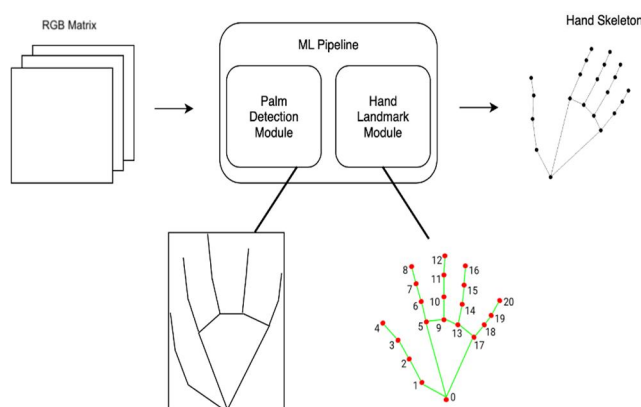 RGB Matrix
ML Pipeline
Hand Skeleton
Palm
Detection
Module
Hand
Landmark
Module
12
8
11
16
7
15
20
6
10
14
19
4
5
9
13
18
3
17
2
1
0